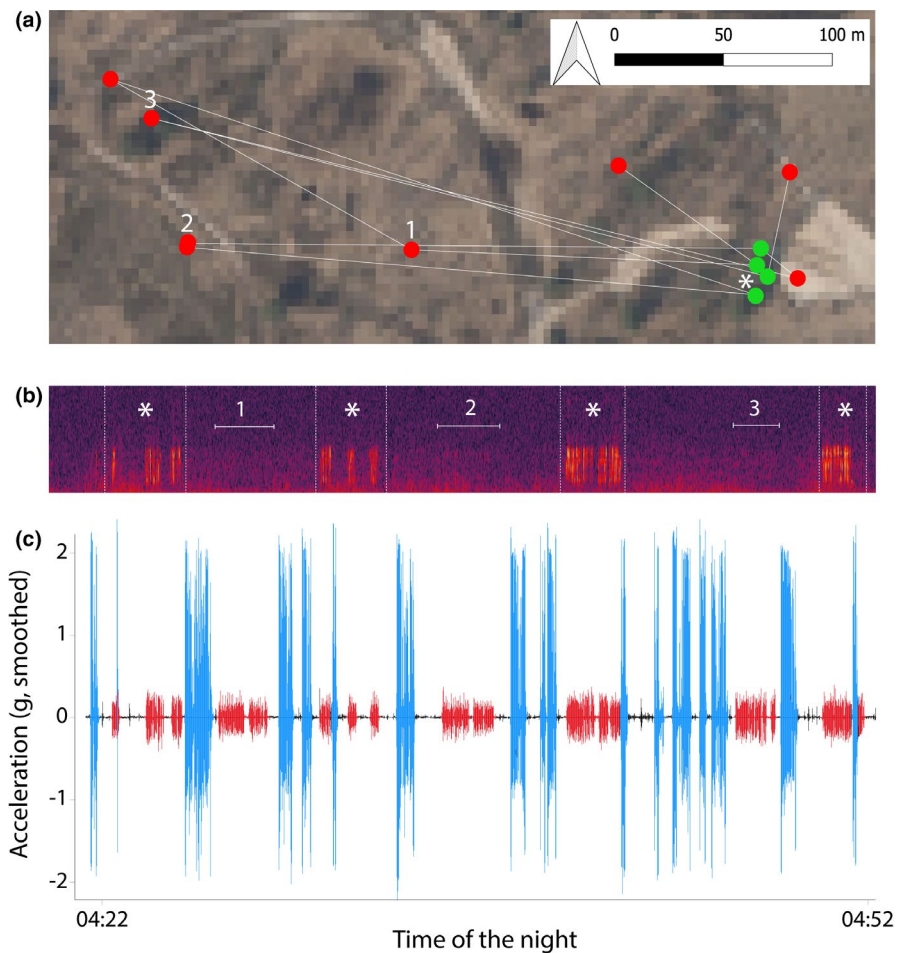 (a)
0 50 100 m
3
2
1
*
(b)
* 1 * 2 * 3 *
(c)
2
1
0
-1
-2
Acceleration (g, smoothed)
04:22 04:52
Time of the night